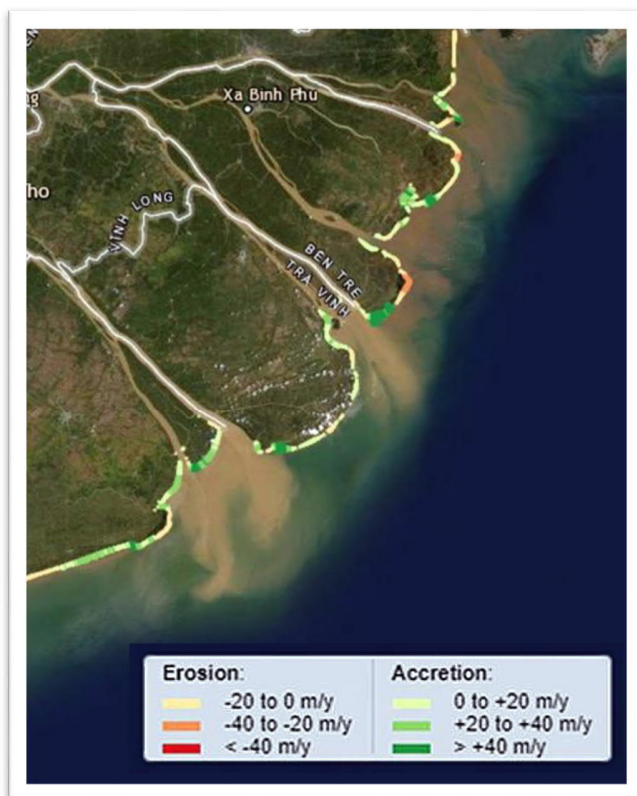 Xa Binh Phu
ho
VINH LONG
BEN TRE
TRA VINH
Erosion:
-20 to 0 m/y
-40 to -20 m/y
< -40 m/y
Accretion:
0 to +20 m/y
+20 to +40 m/y
> +40 m/y